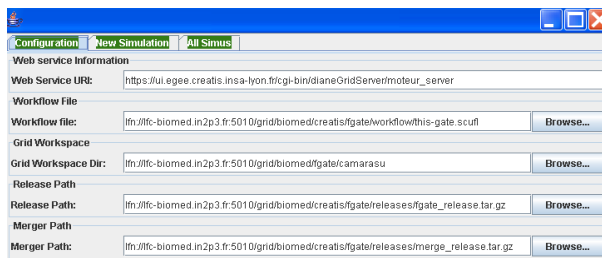 Configuration New Simulation All Simus
Web service Information
Web Service URI: https://ui.egee.creatis.insa-lyon.fr/cgi-bin/dianeGridServer/moteur_server
Workflow File
Workflow file: lfn://lfc-biomed.in2p3.fr:5010/grid/biomed/creatis/fgate/workflow/this-gate.scufl Browse...
Grid Workspace
Grid Workspace Dir: lfn://lfc-biomed.in2p3.fr:5010/grid/biomed/fgate/camarasu
Release Path
Release Path: lfn://lfc-biomed.in2p3.fr:5010/grid/biomed/creatis/fgate/releases/fgate_release.tar.gz Browse...
Merger Path
Merger Path: lfn://lfc-biomed.in2p3.fr:5010/grid/biomed/creatis/fgate/releases/merge_release.tar.gz Browse...